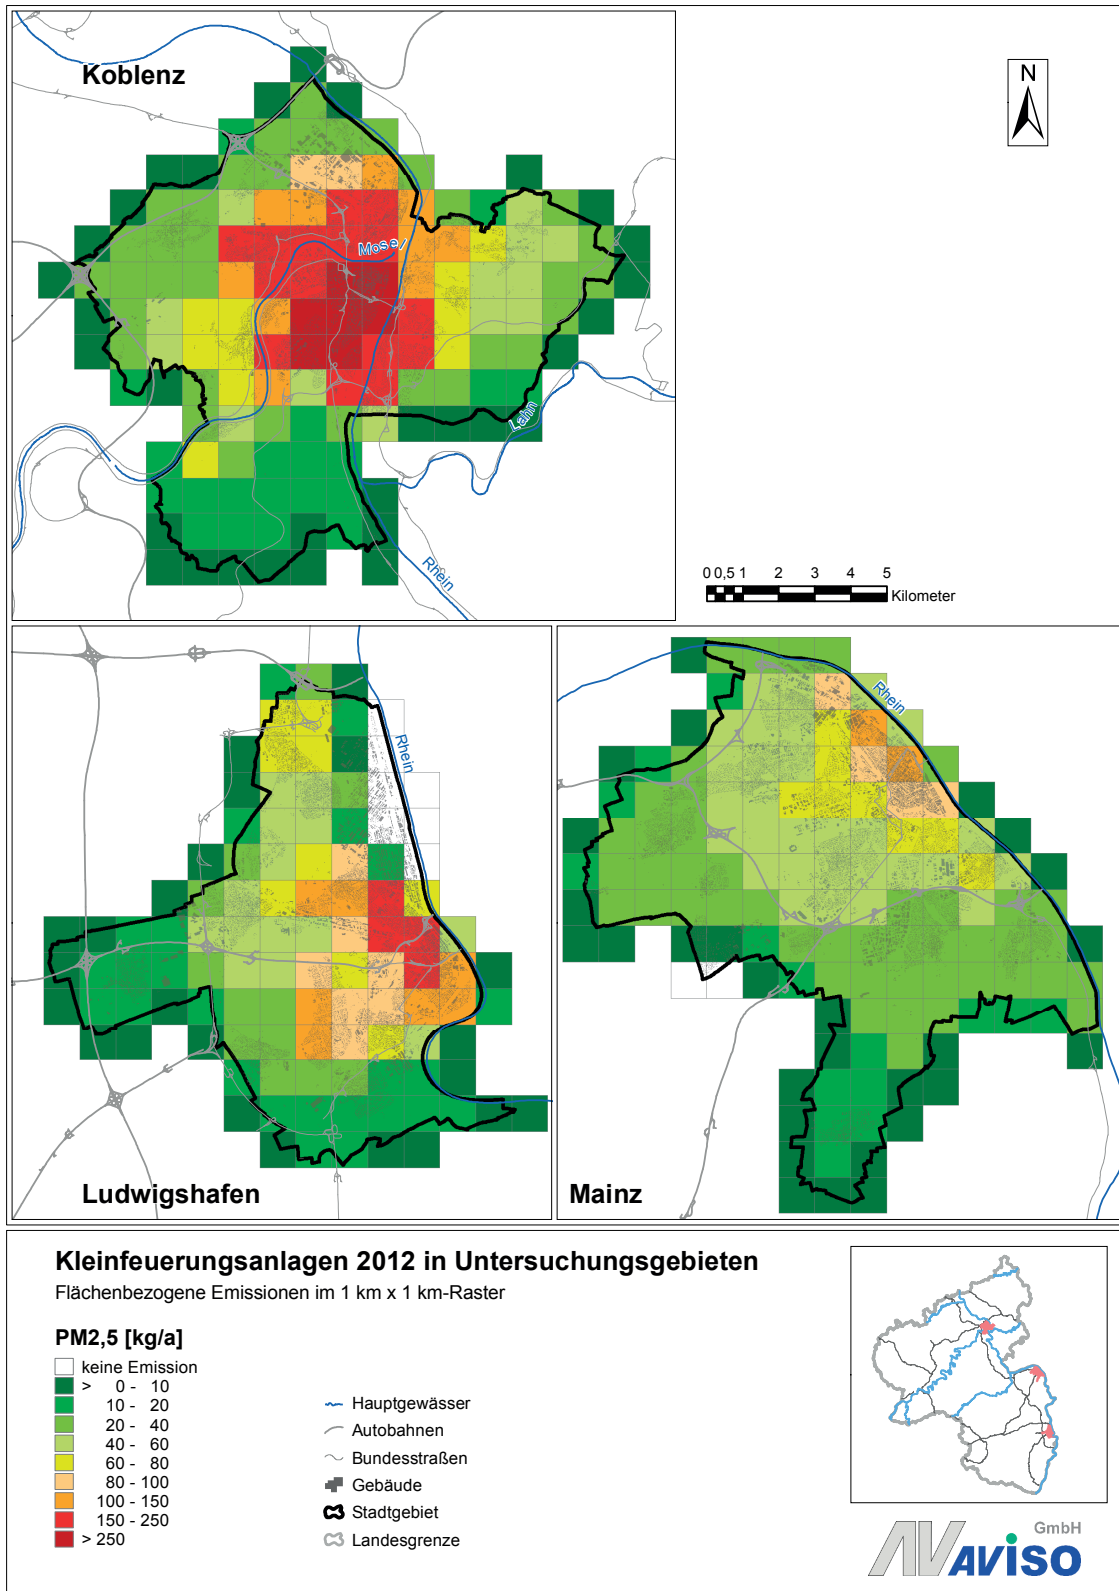 Koblenz
N
Mosel
Lahn
Rhein
0 0,5 1 2 3 4 5
Kilometer
Rhein
Ludwigshafen
Rhein
Mainz
Kleinfeuerungsanlagen 2012 in Untersuchungsgebieten
Flächenbezogene Emissionen im 1 km x 1 km-Raster
PM2,5 [kg/a]
keine Emission
> 0 - 10
10 - 20
20 - 40
40 - 60
60 - 80
80 - 100
100 - 150
150 - 250
> 250
Hauptgewässer
Autobahnen
Bundesstraßen
Gebäude
Stadtgebiet
Landesgrenze
GmbH
AVISO